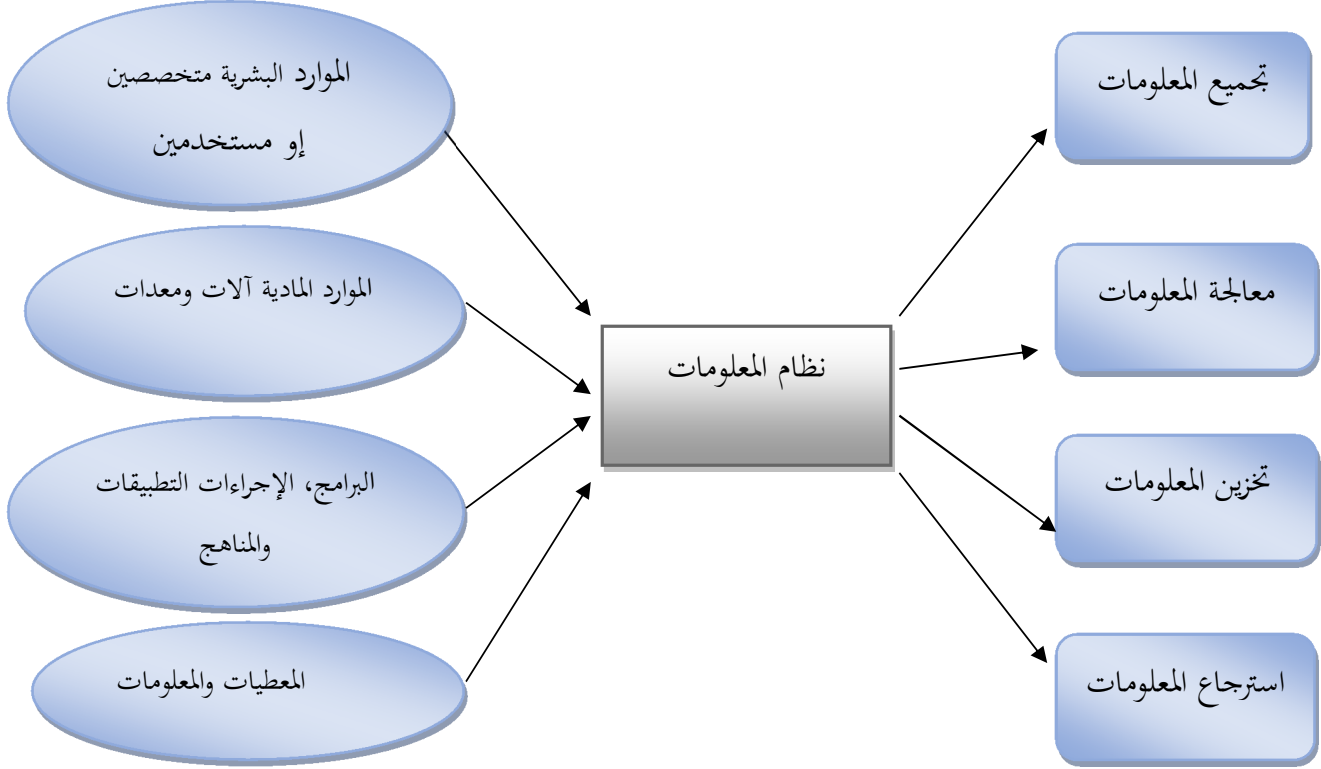 الموارد البشرية متخصصين
إو مستخدمين
الموارد المادية آلات ومعدات
البرامج، الإجراءات التطبيقات
والمناهج
المعطيات والمعلومات
نظام المعلومات
تجميع المعلومات
معالجة المعلومات
تخزين المعلومات
استرجاع المعلومات